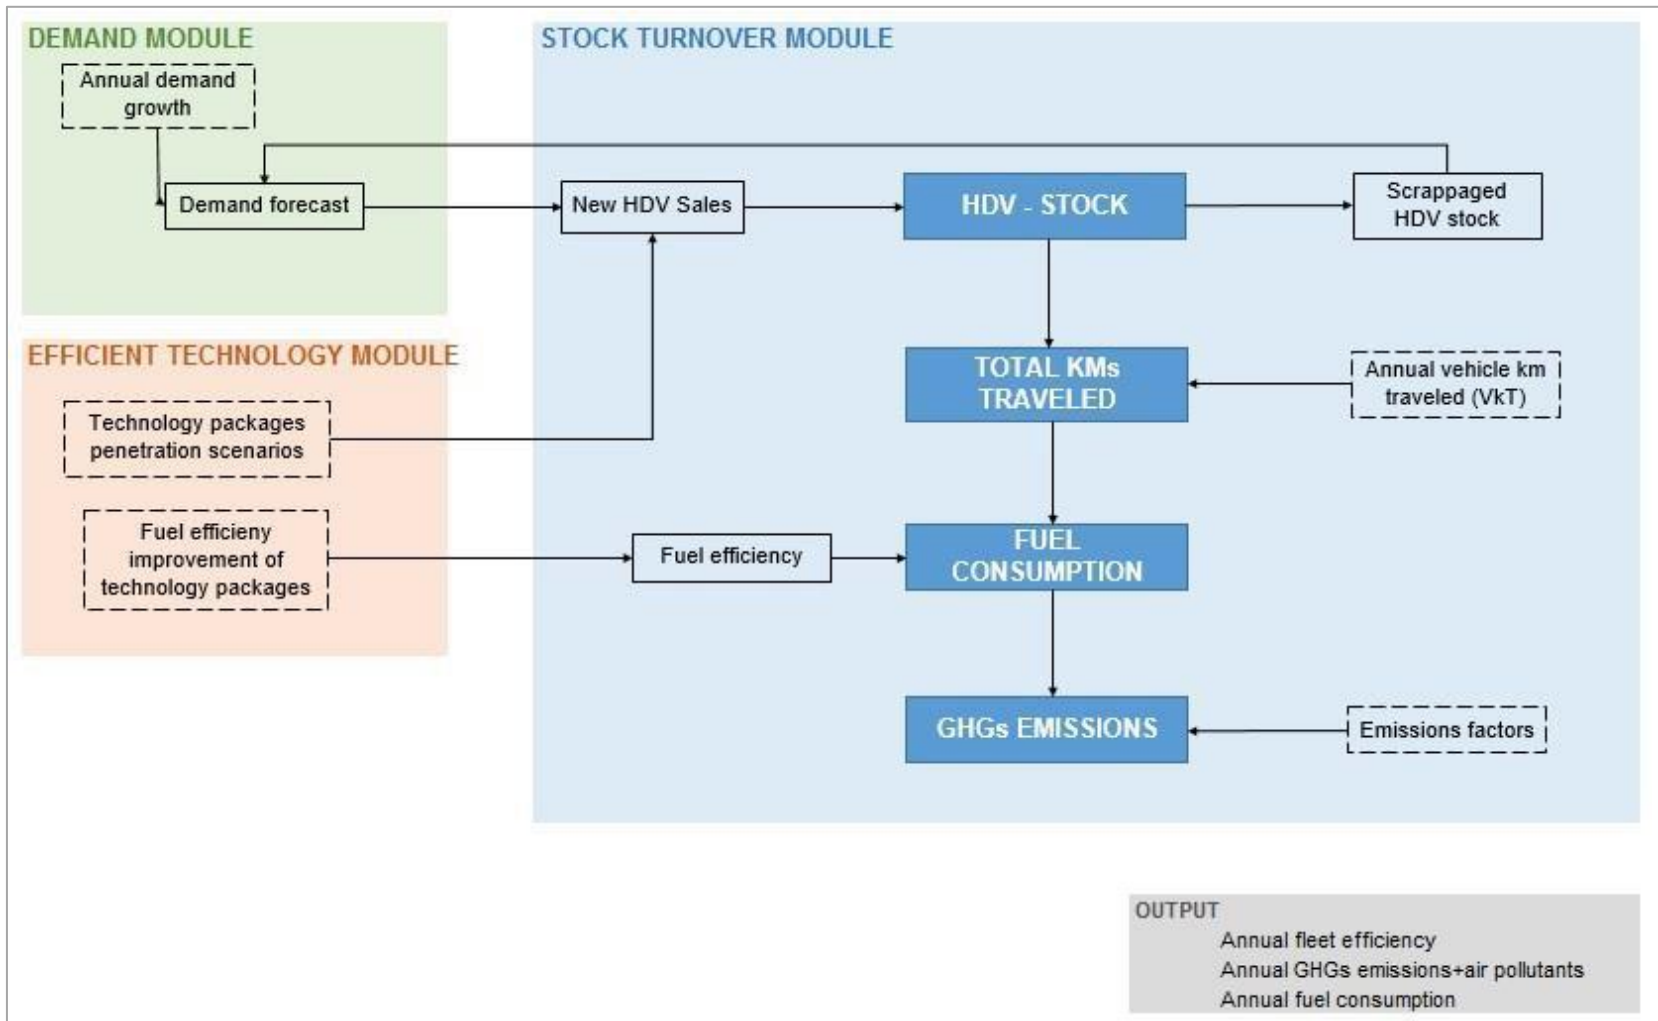 DEMAND MODULE
Annual demand
growth
Demand forecast
STOCK TURNOVER MODULE
New HDV Sales
HDV - STOCK
Scrappaged
HDV stock
EFFICIENT TECHNOLOGY MODULE
Technology packages
penetration scenarios
TOTAL KMs
TRAVELED
Annual vehicle km
traveled (VkT)
Fuel efficieny
improvement of
technology packages
Fuel efficiency
FUEL
CONSUMPTION
GHGs EMISSIONS
Emissions factors
OUTPUT
Annual fleet efficiency
Annual GHGs emissions+air pollutants
Annual fuel consumption